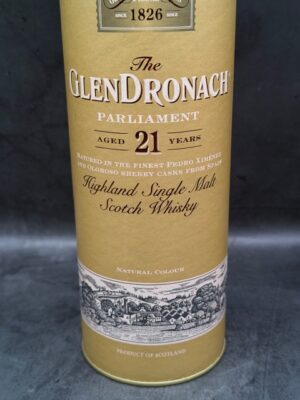 SINCE 1826 SINCE
The
GLENDRONACH
PARLIAMENT
AGED 21 YEARS
MATURED IN THE FINEST PEDRO XIMÉNEZ
AND OLOROSO SHERRY CASKS FROM SPAIN
Highland Single Malt
Scotch Whisky
NATURAL COLOUR
PRODUCT OF SCOTLAND